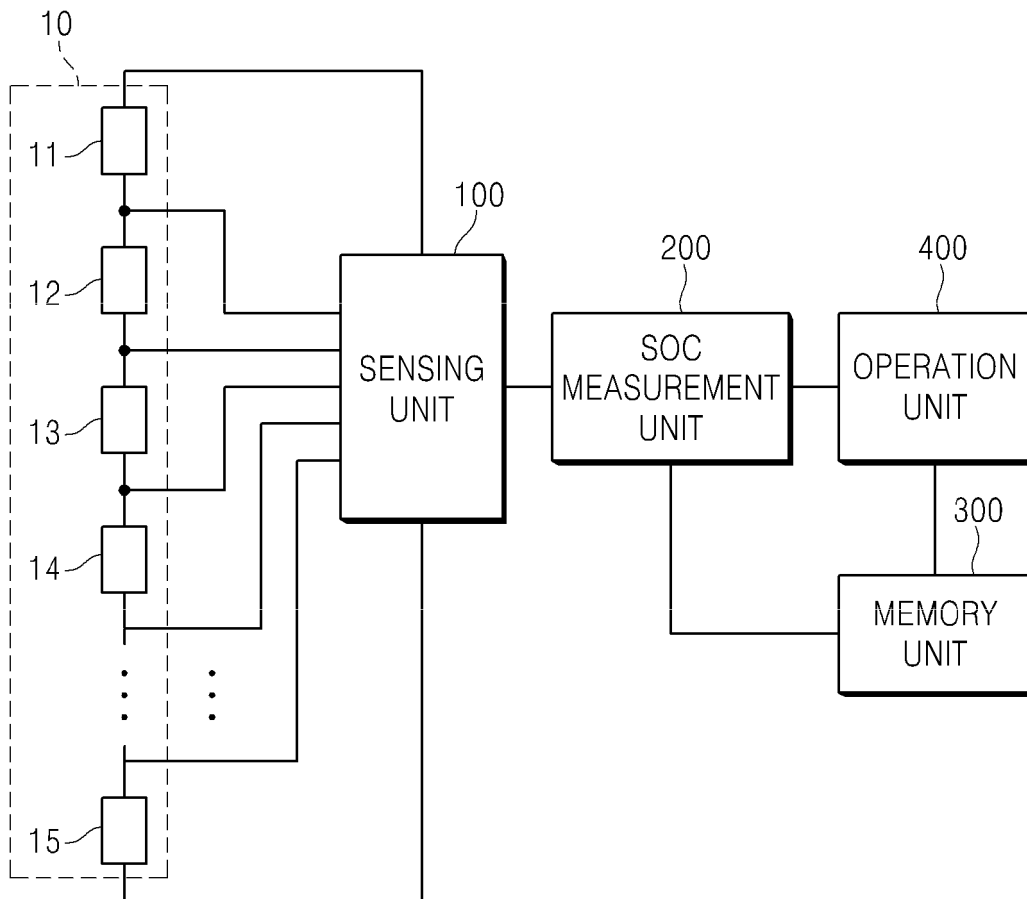 10
11
12
13
14
15
100
SENSING
UNIT
200
SOC
MEASUREMENT
UNIT
400
OPERATION
UNIT
300
MEMORY
UNIT